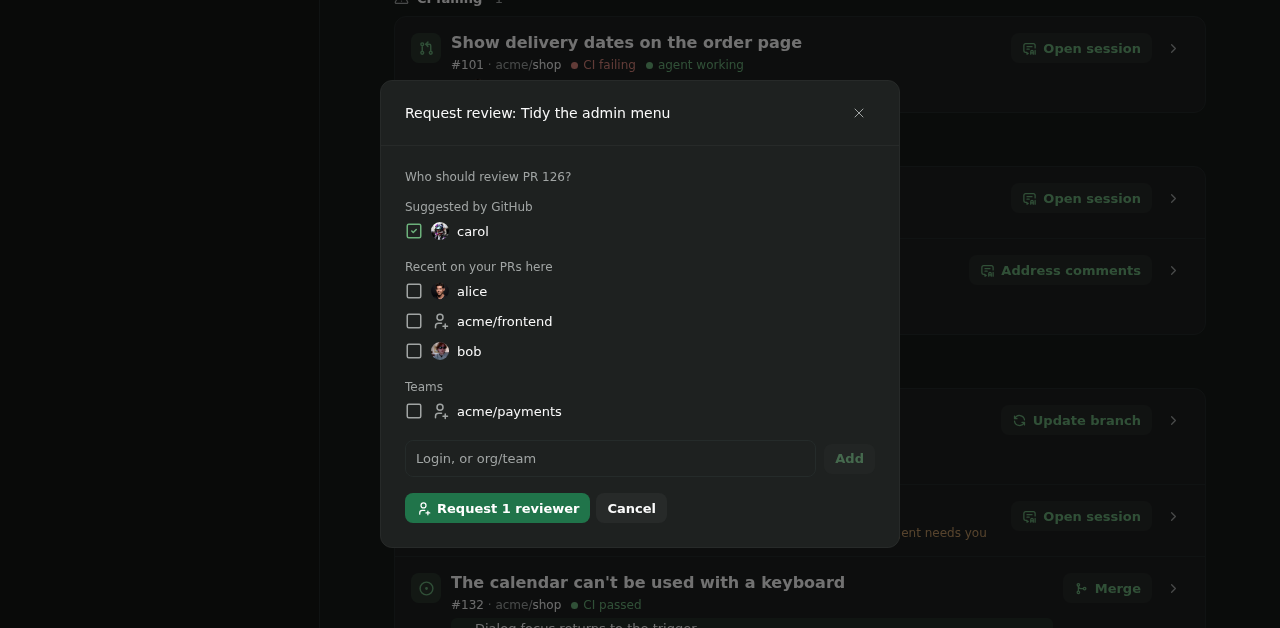 CI failing 1
Show delivery dates on the order page
Open session
#101 · acme/shop CI failing agent working
Request review: Tidy the admin menu
Who should review PR 126?
Suggested by GitHub
carol
Open session
Recent on your PRs here
Address comments
alice
acme/frontend
bob
Teams
acme/payments
Update branch
Login, or org/team
Add
Request 1 reviewer
Cancel
Open session
needs you
The calendar can't be used with a keyboard
Merge
#132 · acme/shop CI passed
Dialog focus returns to the trigger